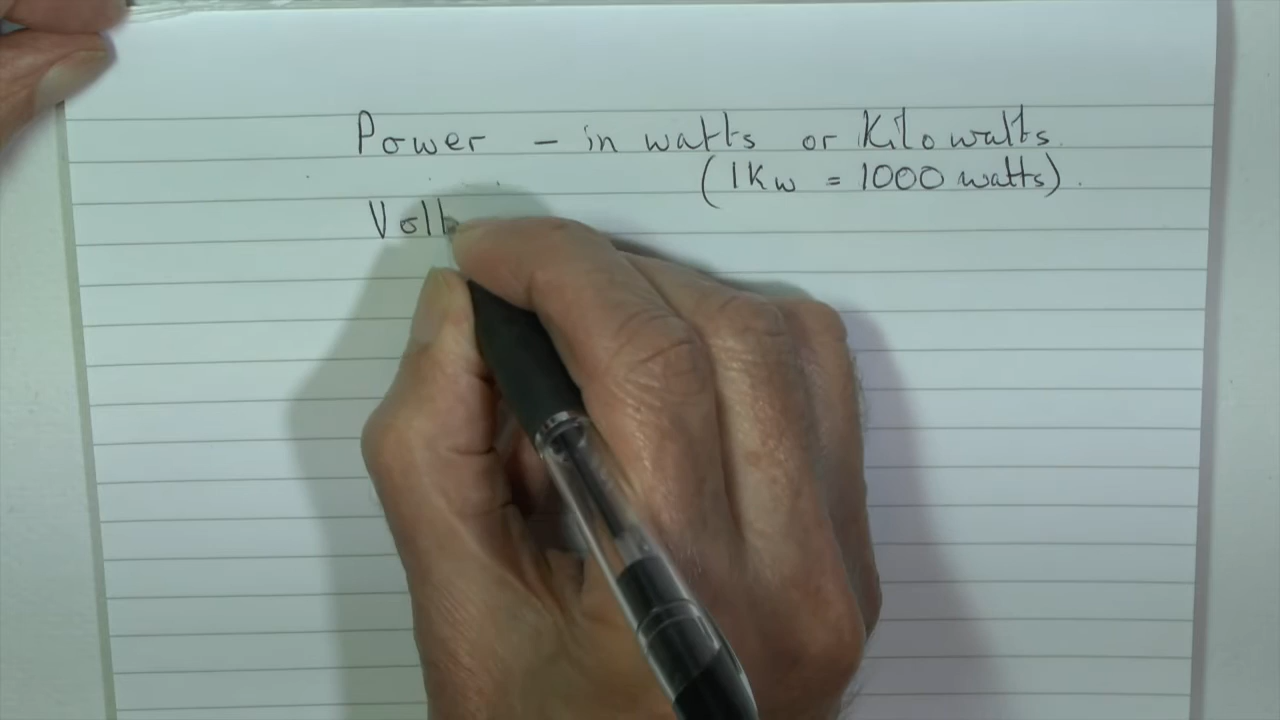 Power - in watts or Kilowatts.
(1Kw = 1000 watts).
Volt